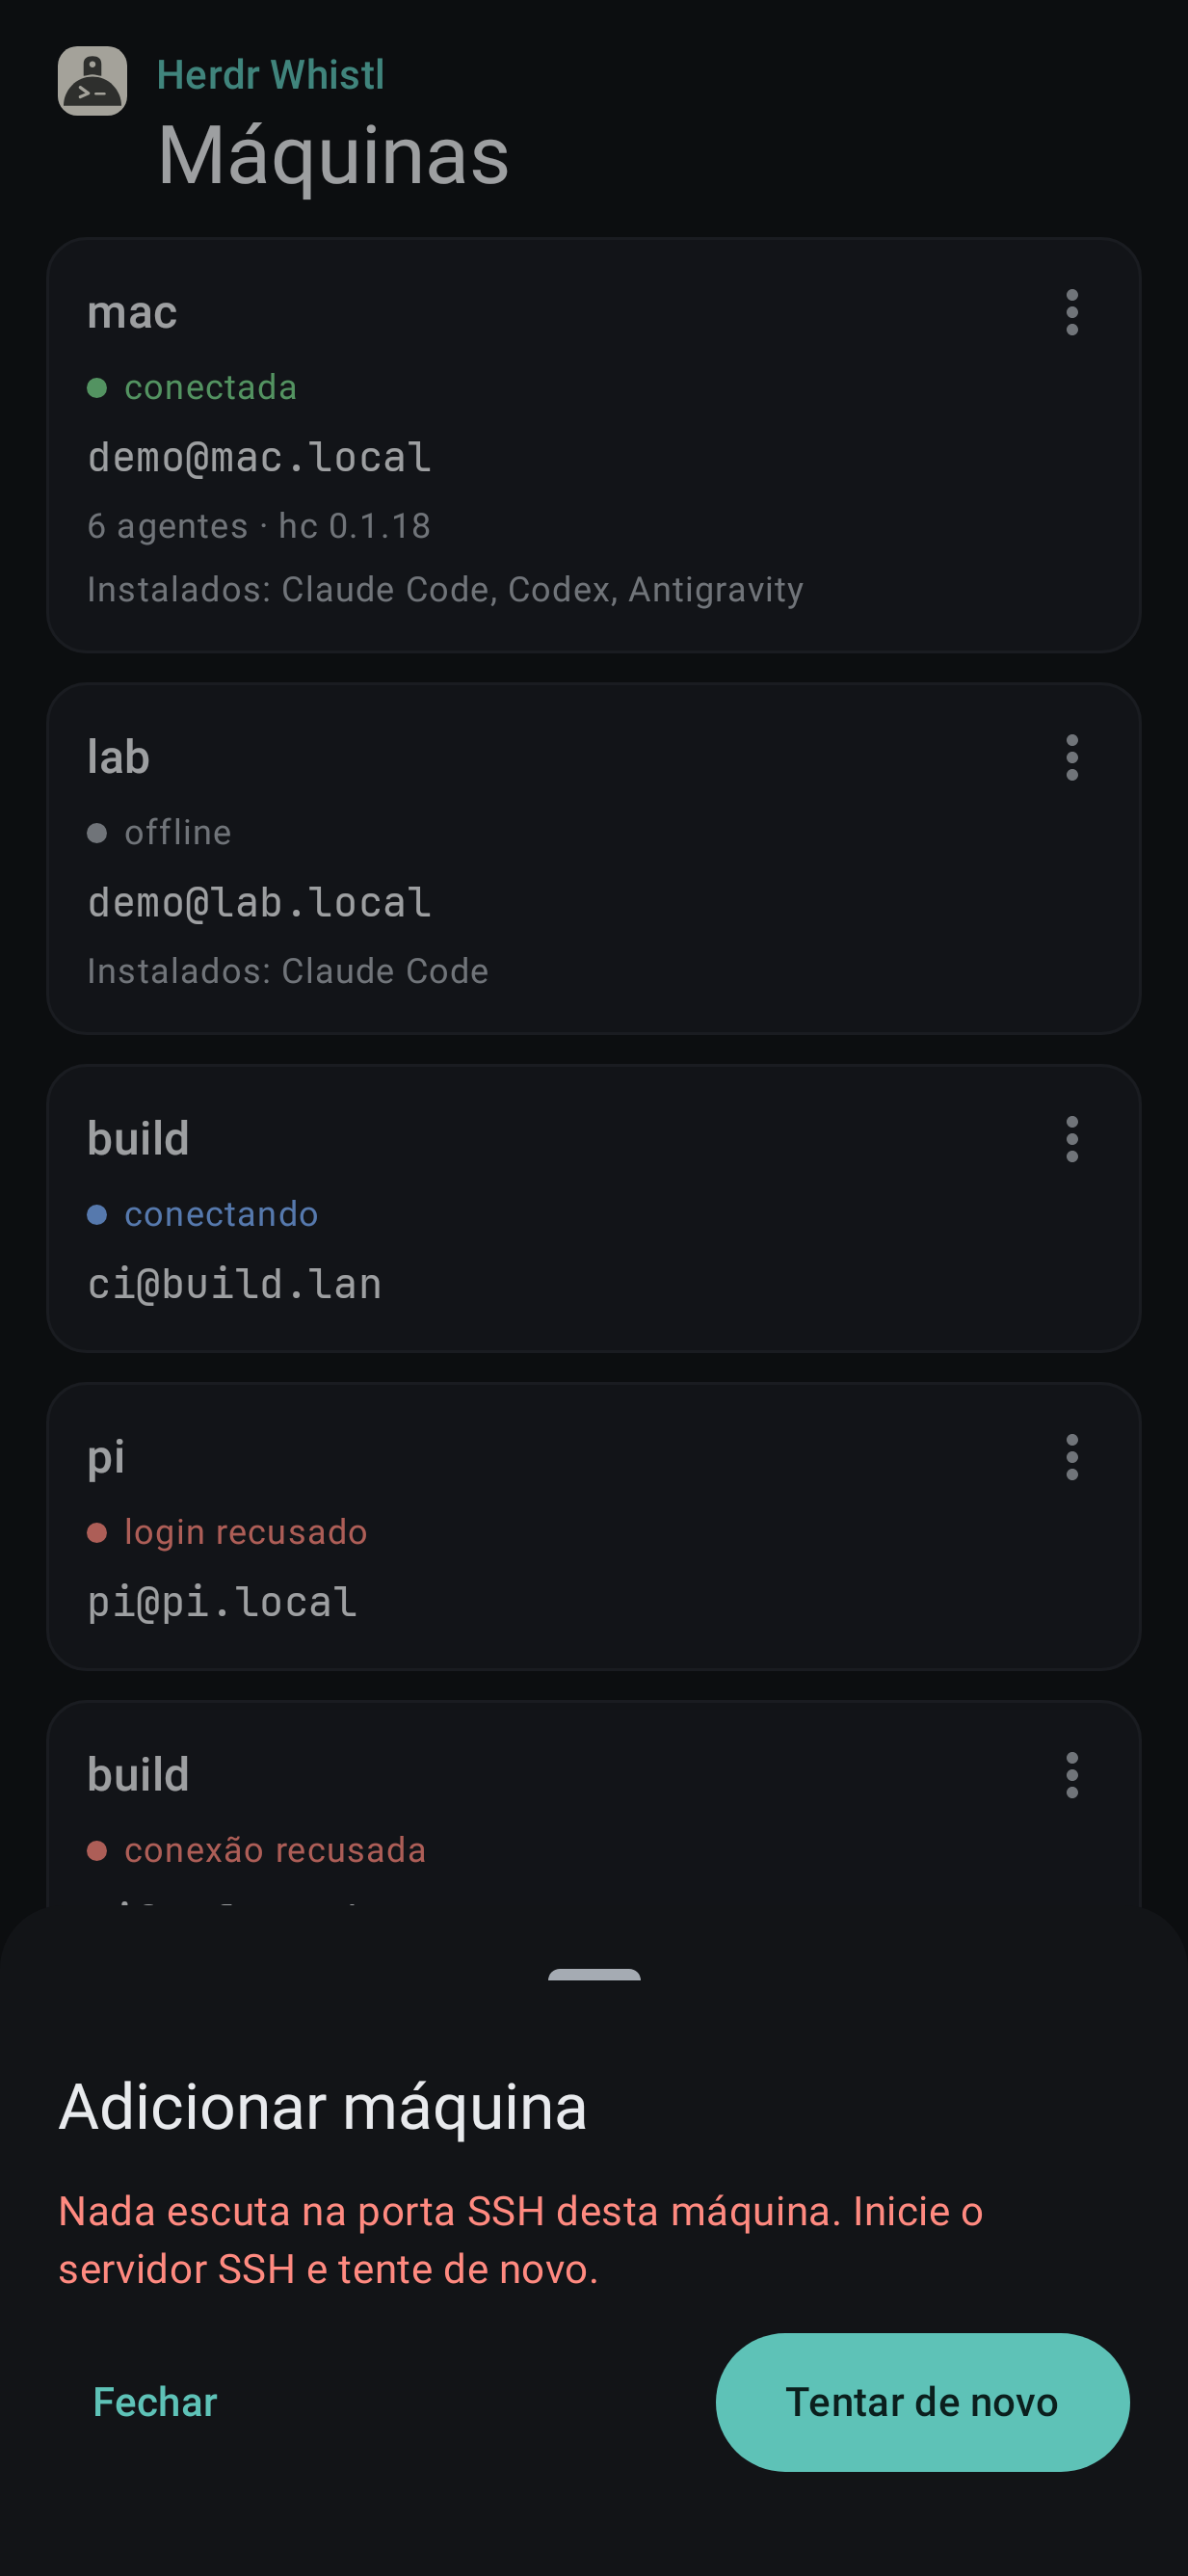 Herdr Whistl
Máquinas
mac
conectada
demo@mac.local
6 agentes · hc 0.1.18
Instalados: Claude Code, Codex, Antigravity
lab
offline
demo@lab.local
Instalados: Claude Code
build
conectando
ci@build.lan
pi
login recusado
pi@pi.local
build
conexão recusada
Adicionar máquina
Nada escuta na porta SSH desta máquina. Inicie o
servidor SSH e tente de novo.
Fechar
Tentar de novo